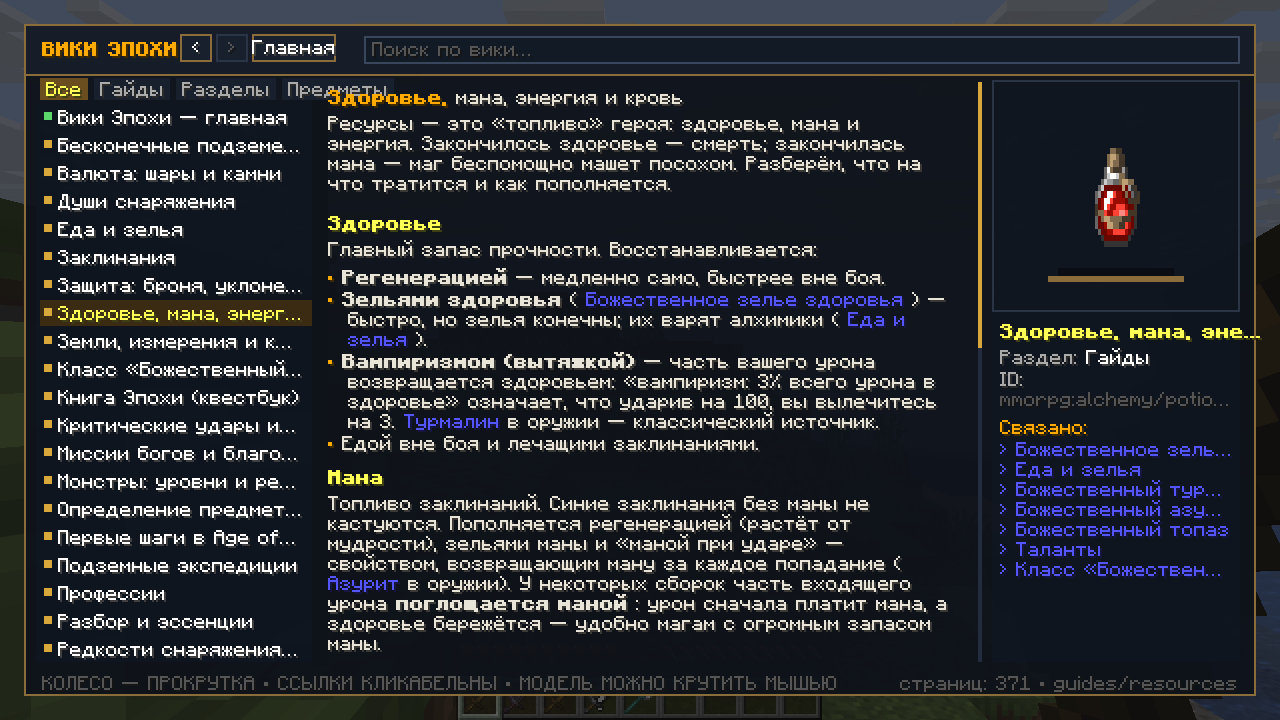 ВИКИ ЭПОХИ < > Главная Поиск по вики...
Все Гайды Разделы Предметы
Вики Эпохи — главная
Бесконечные подземе...
Валюта: шары и камни
Души снаряжения
Еда и зелья
Заклинания
Защита: броня, уклоне...
Здоровье, мана, энерг...
Земли, измерения и к...
Класс «Божественный...
Книга Эпохи (квестбук)
Критические удары и...
Миссии богов и благо...
Монстры: уровни и ре...
Определение предмет...
Первые шаги в Age of...
Подземные экспедиции
Профессии
Разбор и эссенции
Редкости снаряжения...
Здоровье, мана, энергия и кровь
Ресурсы — это «топливо» героя: здоровье, мана и
энергия. Закончилось здоровье — смерть; закончилась
мана — маг беспомощно машет посохом. Разберём, что на
что тратится и как пополняется.
Здоровье
Главный запас прочности. Восстанавливается:
• Регенерацией — медленно само, быстрее вне боя.
• Зельями здоровья ( Божественное зелье здоровья ) —
быстро, но зелья конечны; их варят алхимики ( Еда и
зелья ).
• Вампиризмом (вытяжкой) — часть вашего урона
возвращается здоровьем: «вампиризм: 3% всего урона в
здоровье» означает, что ударив на 100, вы вылечитесь
на 3. Турмалин в оружии — классический источник.
• Едой вне боя и лечащими заклинаниями.
Мана
Топливо заклинаний. Синие заклинания без маны не
кастуются. Пополняется регенерацией (растёт от
мудрости), зельями маны и «маной при ударе» —
свойством, возвращающим ману за каждое попадание (
Азурит в оружии). У некоторых сборок часть входящего
урона поглощается маной : урон сначала платит мана, а
здоровье бережётся — удобно магам с огромным запасом
маны.
Здоровье, мана, эне...
Раздел: Гайды
ID:
mmorpg:alchemy/potio...
Связано:
> Божественное зель...
> Еда и зелья
> Божественный тур...
> Божественный азу...
> Божественный топаз
> Таланты
> Класс «Божествен...
КОЛЕСО — ПРОКРУТКА • ССЫЛКИ КЛИКАБЕЛЬНЫ • МОДЕЛЬ МОЖНО КРУТИТЬ МЫШЬЮ
страниц: 371 • guides/resources